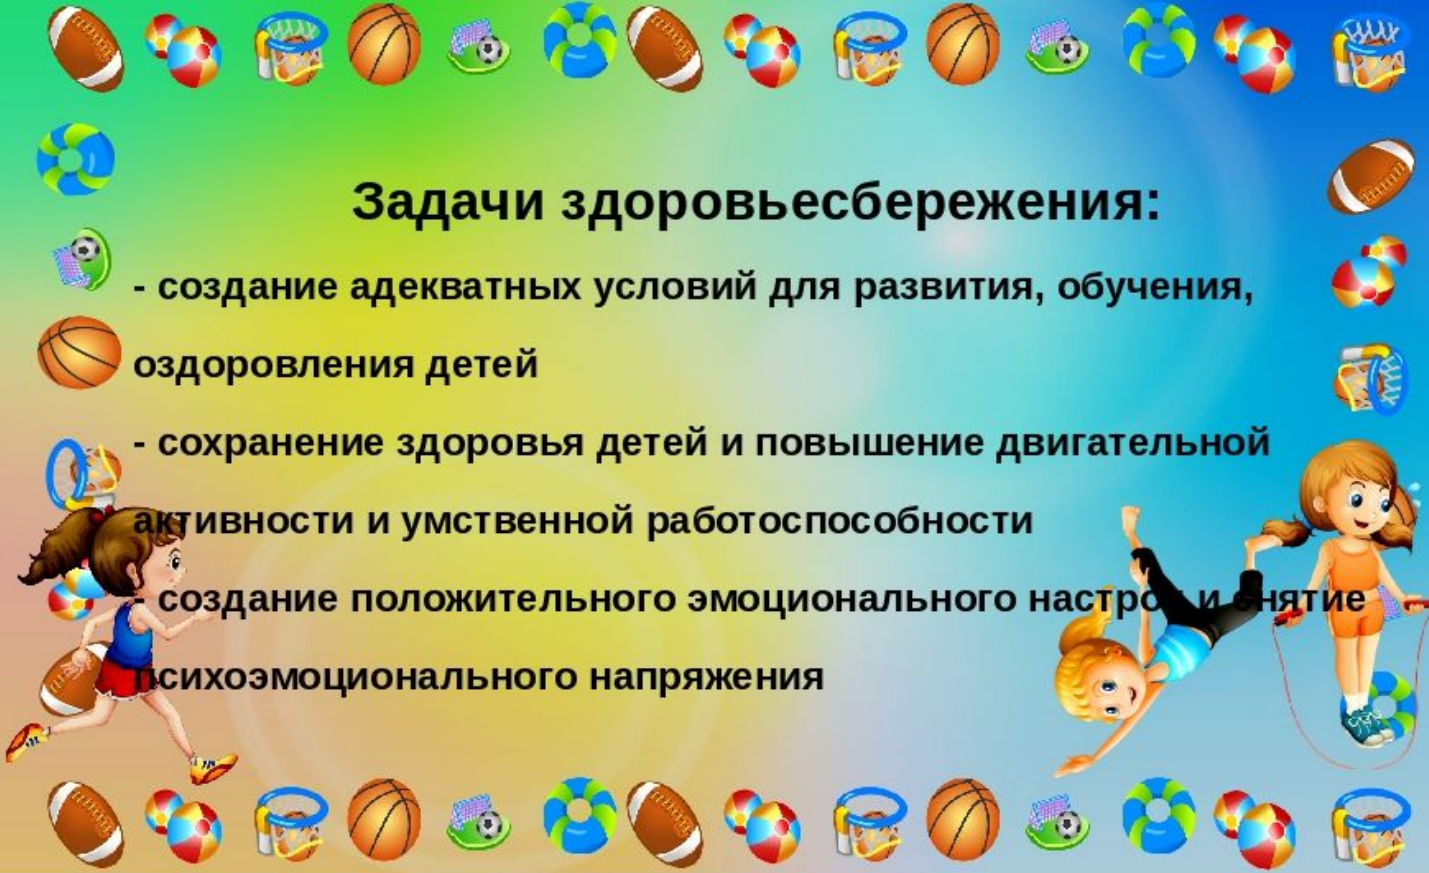 Задачи здоровьесбережения:
- создание адекватных условий для развития, обучения,
оздоровления детей
- сохранение здоровья детей и повышение двигательной
активности и умственной работоспособности
- создание положительного эмоционального настроя и снятие
психоэмоционального напряжения